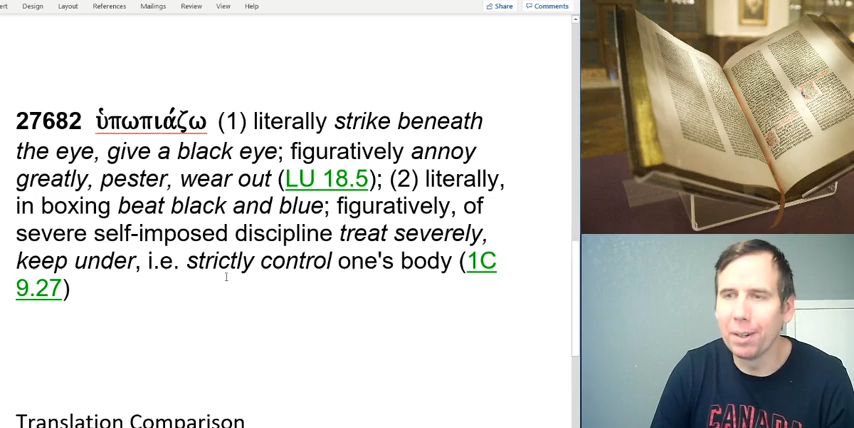 ert Design Layout References Mailings Review View Help Share Comments
27682 ὑπωπιάζω (1) literally strike beneath
the eye, give a black eye; figuratively annoy
greatly, pester, wear out (LU 18.5); (2) literally,
in boxing beat black and blue; figuratively, of
severe self-imposed discipline treat severely,
keep under, i.e. strictly control one's body (1C
9.27)
Translation Comparison
CANADA